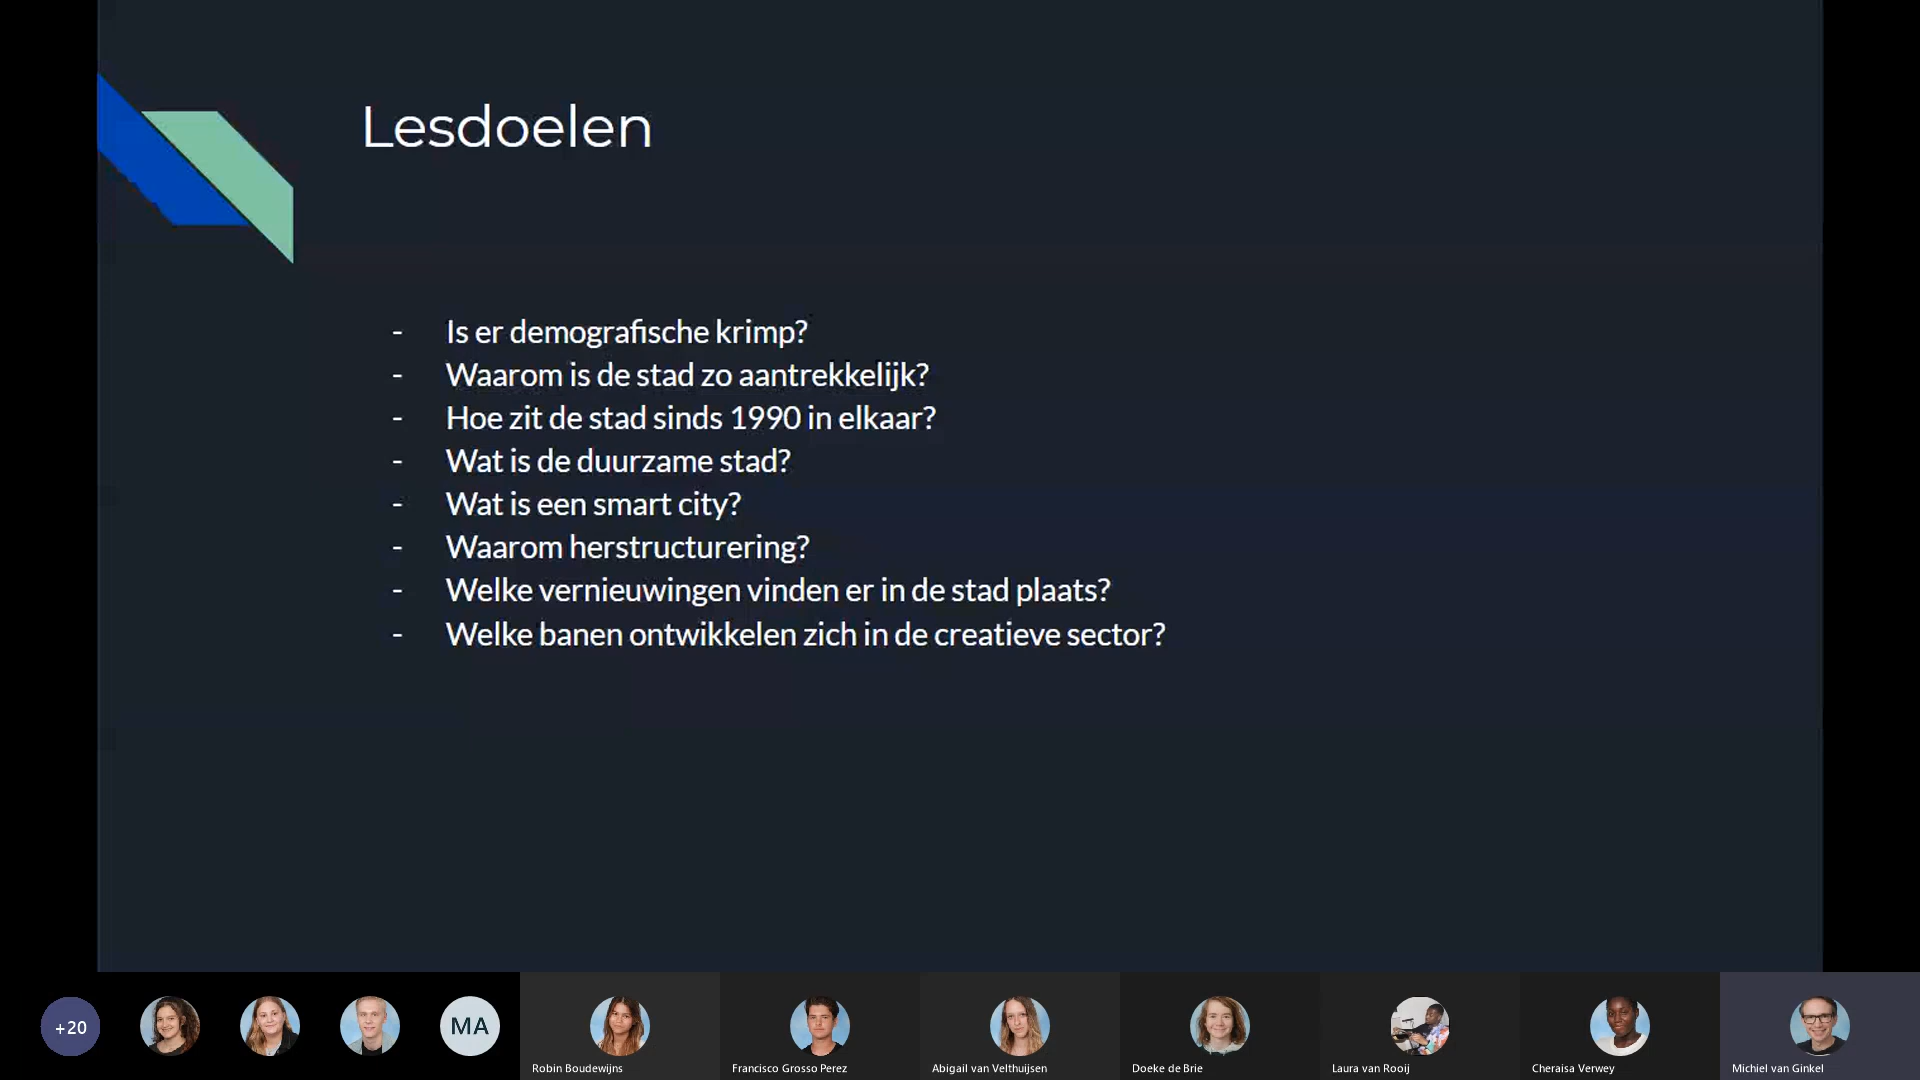 Lesdoelen
- Is er demografische krimp?
- Waarom is de stad zo aantrekkelijk?
- Hoe zit de stad sinds 1990 in elkaar?
- Wat is de duurzame stad?
- Wat is een smart city?
- Waarom herstructurering?
- Welke vernieuwingen vinden er in de stad plaats?
- Welke banen ontwikkelen zich in de creatieve sector?
+20
MA
Robin Boudewijns
Francisco Grosso Perez
Abigail van Velthuijsen
Doeke de Brie
Laura van Rooij
Cheraisa Verwey
Michiel van Ginkel